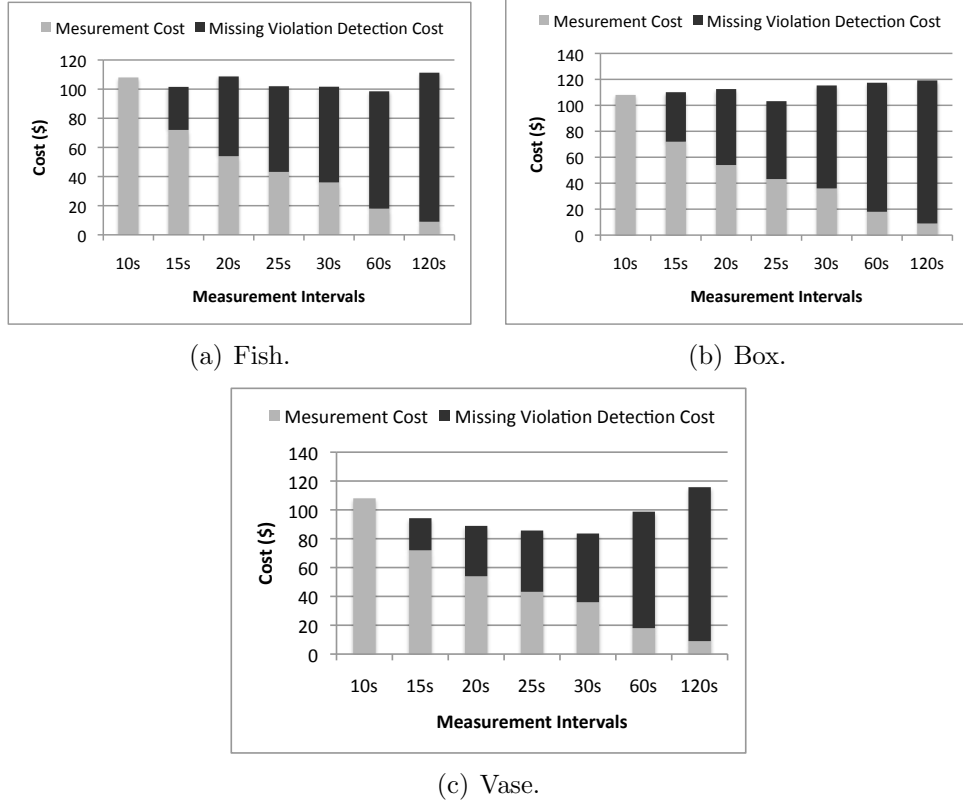 Mesurement Cost Missing Violation Detection Cost
120
100
80
60
40
20
0
Cost ($)
10s 15s 20s 25s 30s 60s 120s
Measurement Intervals
(a) Fish.
Mesurement Cost Missing Violation Detection Cost
140
120
100
80
60
40
20
0
Cost ($)
10s 15s 20s 25s 30s 60s 120s
Measurement Intervals
(b) Box.
Mesurement Cost Missing Violation Detection Cost
140
120
100
80
60
40
20
0
Cost ($)
10s 15s 20s 25s 30s 60s 120s
Measurement Intervals
(c) Vase.